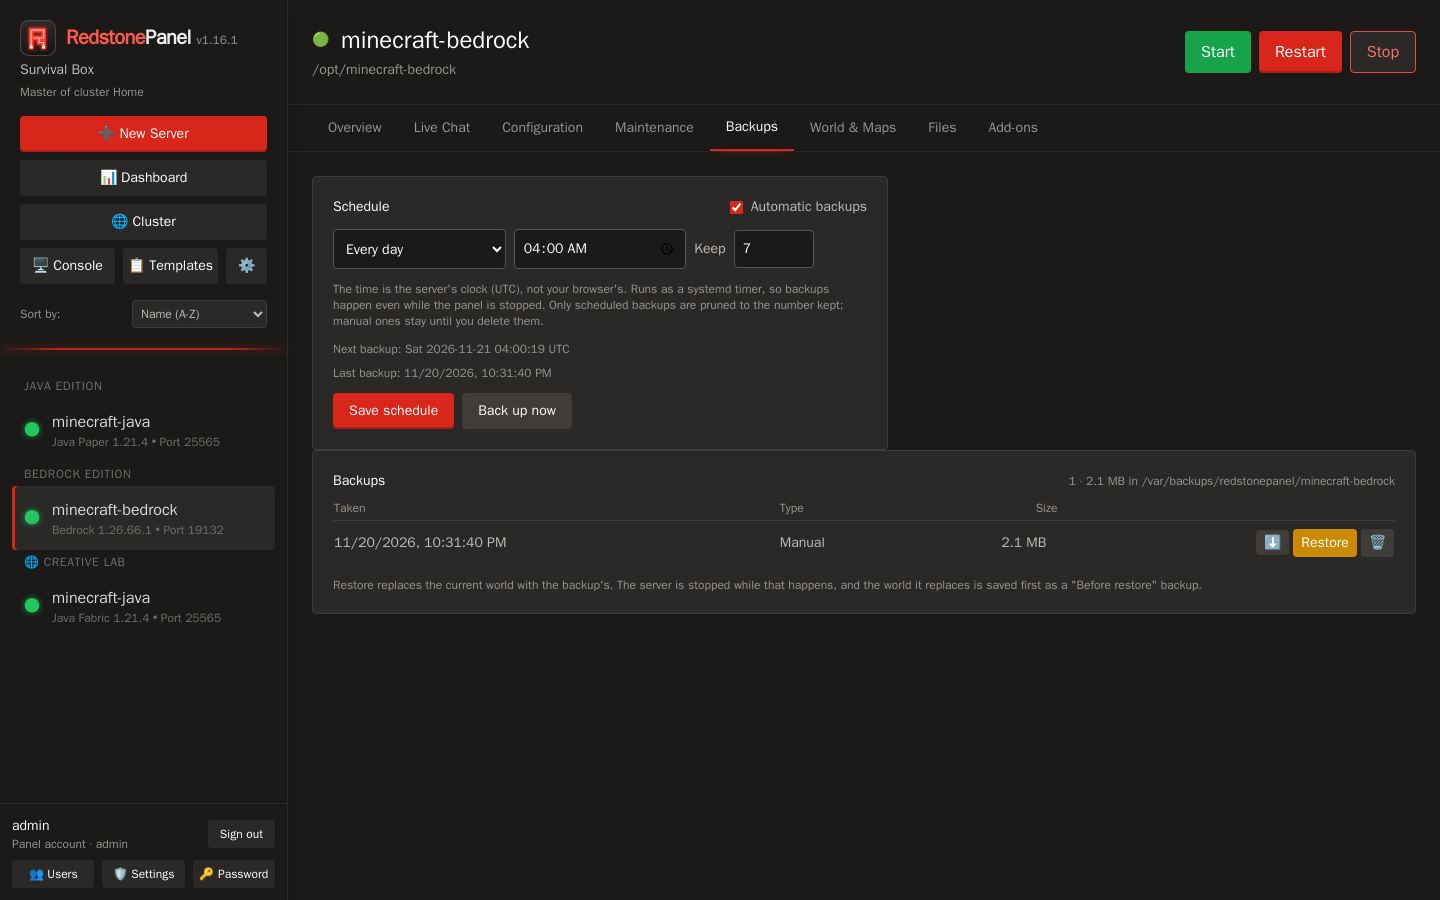 RedstonePanel v1.16.1
Survival Box
Master of cluster Home
➕ New Server
📊 Dashboard
🌐 Cluster
🖥️ Console
📋 Templates
⚙️
Sort by:
Name (A-Z)
JAVA EDITION
minecraft-java
Java Paper 1.21.4 • Port 25565
BEDROCK EDITION
minecraft-bedrock
Bedrock 1.26.66.1 • Port 19132
🌐 CREATIVE LAB
minecraft-java
Java Fabric 1.21.4 • Port 25565
admin
Panel account · admin
Sign out
👥 Users
🛡️ Settings
🔑 Password
minecraft-bedrock
/opt/minecraft-bedrock
Start
Restart
Stop
Overview
Live Chat
Configuration
Maintenance
Backups
World & Maps
Files
Add-ons
Schedule
Automatic backups
Every day
04:00 AM
Keep
7
The time is the server's clock (UTC), not your browser's. Runs as a systemd timer, so backups
happen even while the panel is stopped. Only scheduled backups are pruned to the number kept;
manual ones stay until you delete them.
Next backup: Sat 2026-11-21 04:00:19 UTC
Last backup: 11/20/2026, 10:31:40 PM
Save schedule
Back up now
Backups
1 · 2.1 MB in /var/backups/redstonepanel/minecraft-bedrock
Taken
Type
Size
11/20/2026, 10:31:40 PM
Manual
2.1 MB
⬇️
Restore
🗑️
Restore replaces the current world with the backup's. The server is stopped while that happens, and the world it replaces is saved first as a "Before restore" backup.